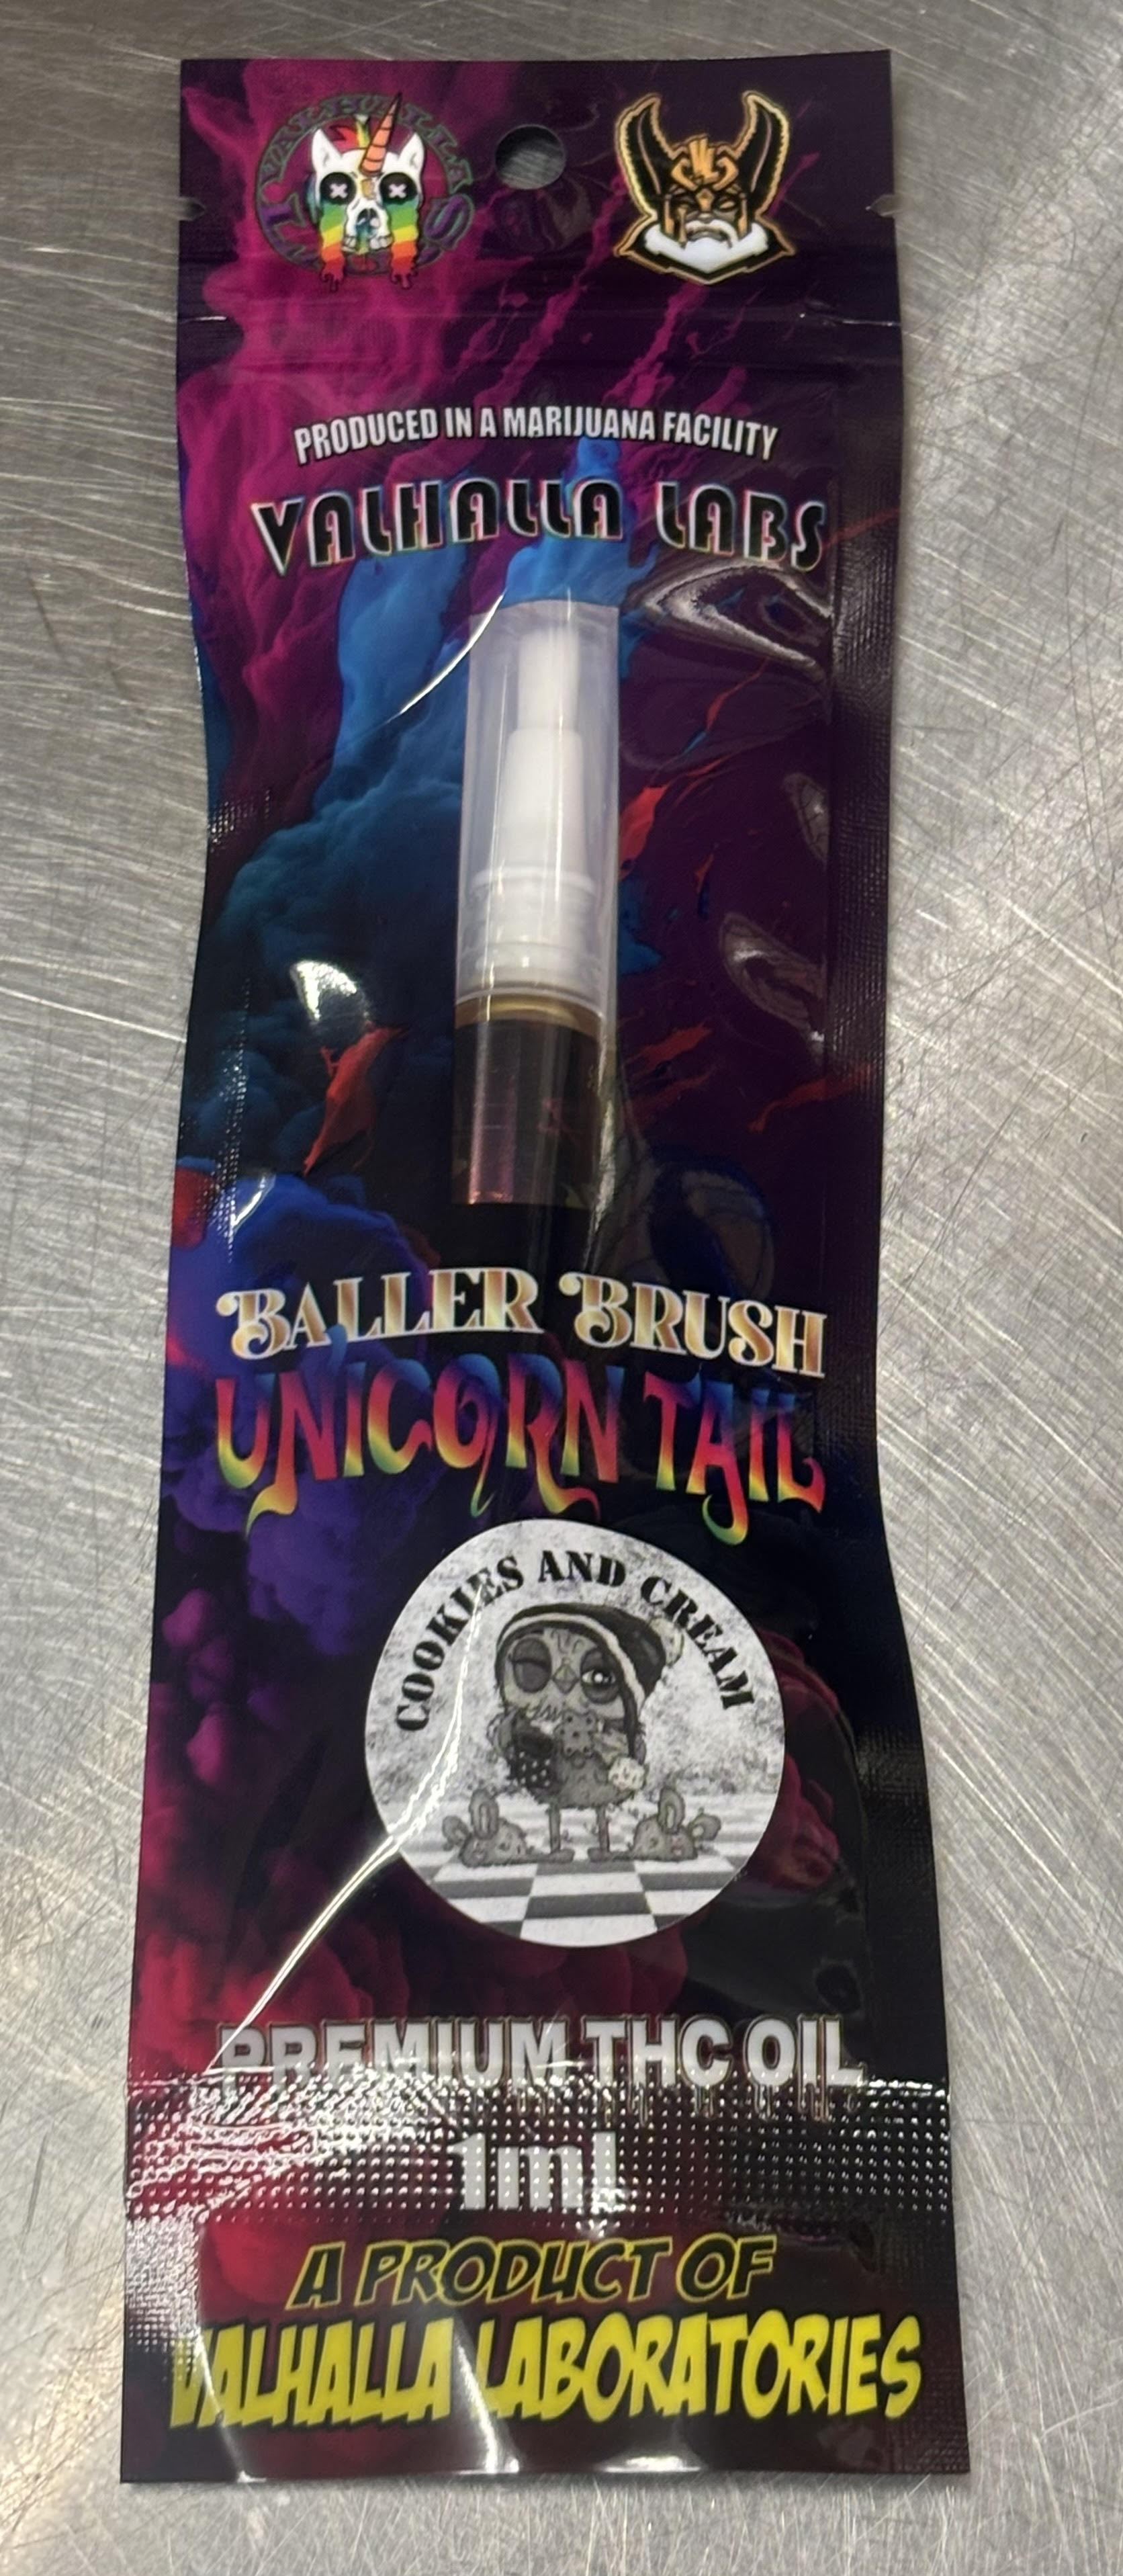 PRODUCED IN A MARIJUANA FACILITY
VALHALLA LABS
BALLER BRUSH
UNICORN TAIL
COOKIES AND CREAM
PREMIUM THC OIL
1ml
A PRODUCT OF
VALHALLA LABORATORIES